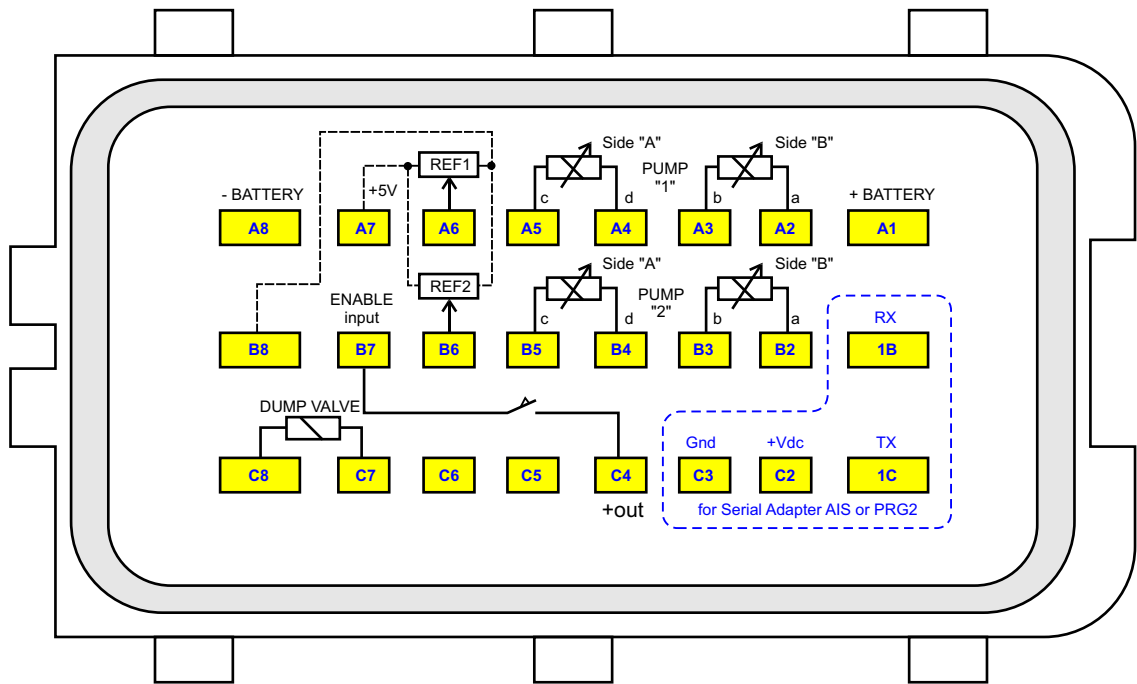 Side "A"
Side "B"
REF1
PUMP
"1"
- BATTERY
+5V
c
d
b
a
+ BATTERY
A8
A7
A6
A5
A4
A3
A2
A1
Side "A"
Side "B"
REF2
PUMP
"2"
ENABLE
input
c
d
b
a
RX
B8
B7
B6
B5
B4
B3
B2
1B
DUMP VALVE
Gnd
+Vdc
TX
C8
C7
C6
C5
C4
C3
C2
1C
+out
for Serial Adapter AIS or PRG2